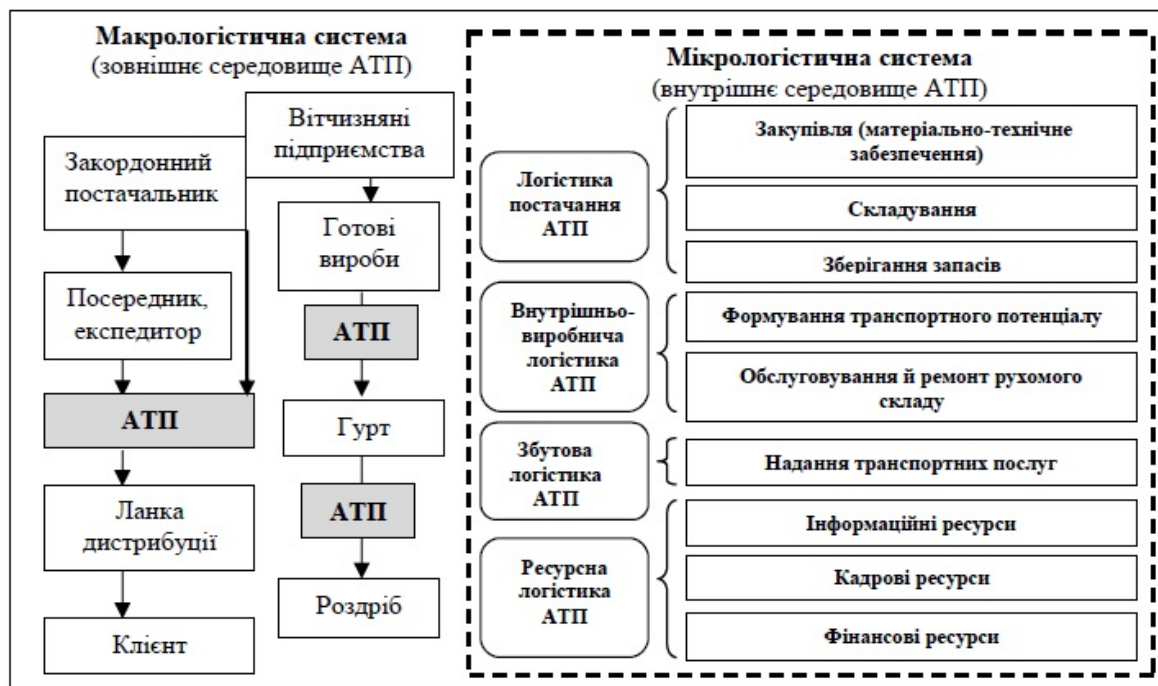 Макрологістична система
(зовнішнє середовище АТП)
Вітчизняні
підприємства
Закордонний
постачальник
Готові
вироби
Посередник,
експедитор
АТП
АТП
Гурт
АТП
Ланка
дистрибуції
Роздріб
Клієнт
Мікрологістична система
(внутрішнє середовище АТП)
Логістика
постачання
АТП
Закупівля (матеріально-технічне
забезпечення)
Складування
Зберігання запасів
Внутрішньо-
виробнича
логістика
АТП
Формування транспортного потенціалу
Обслуговування й ремонт рухомого
складу
Збутова
логістика
АТП
Надання транспортних послуг
Ресурсна
логістика
АТП
Інформаційні ресурси
Кадрові ресурси
Фінансові ресурси